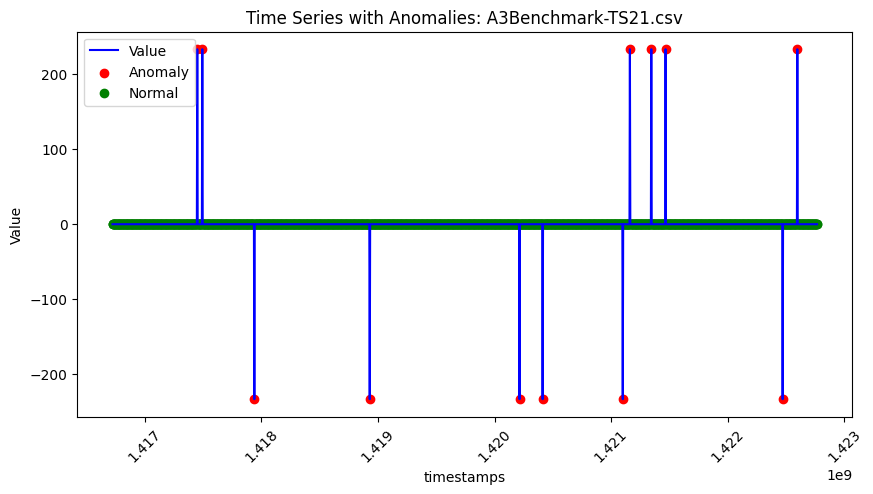 Time Series with Anomalies: A3Benchmark-TS21.csv
Value
Anomaly
Normal
200
100
0
−100
−200
Value
1.417
1.418
1.419
1.420
1.421
1.422
1.423
1e9
timestamps